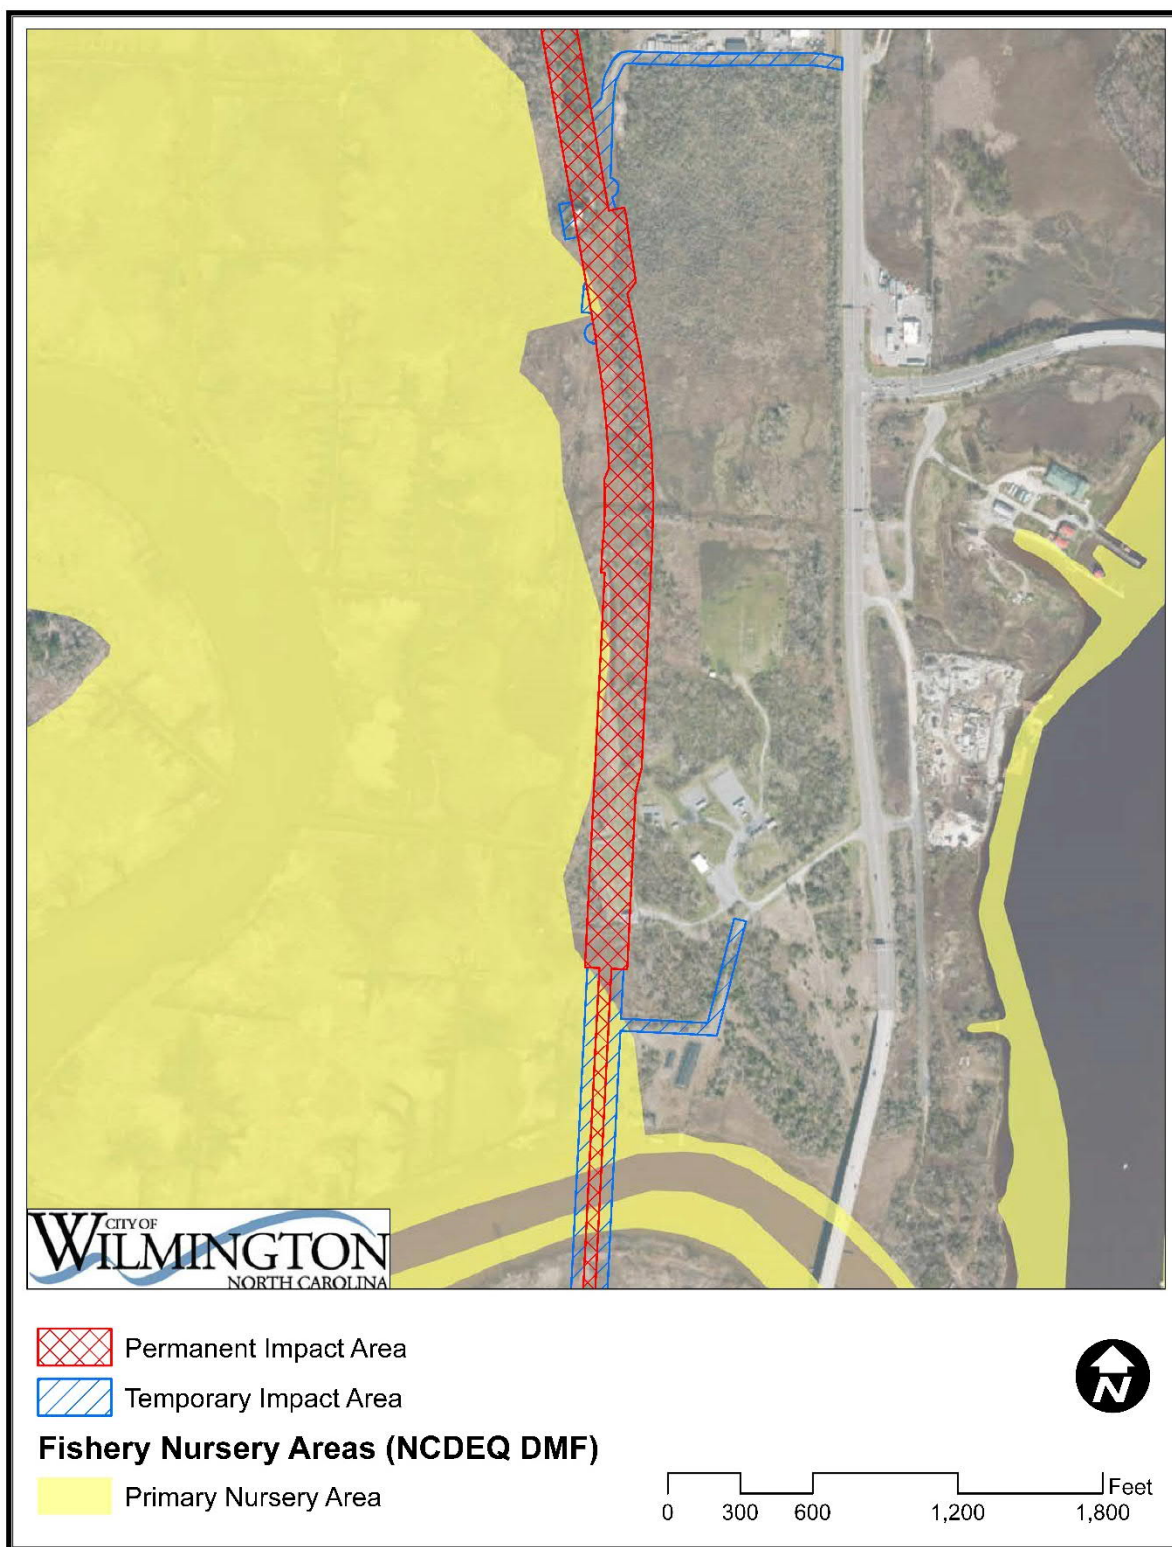 CITY OF
WILMINGTON
NORTH CAROLINA
Permanent Impact Area
Temporary Impact Area
Fishery Nursery Areas (NCDEQ DMF)
Primary Nursery Area
N
Feet
0 300 600 1,200 1,800